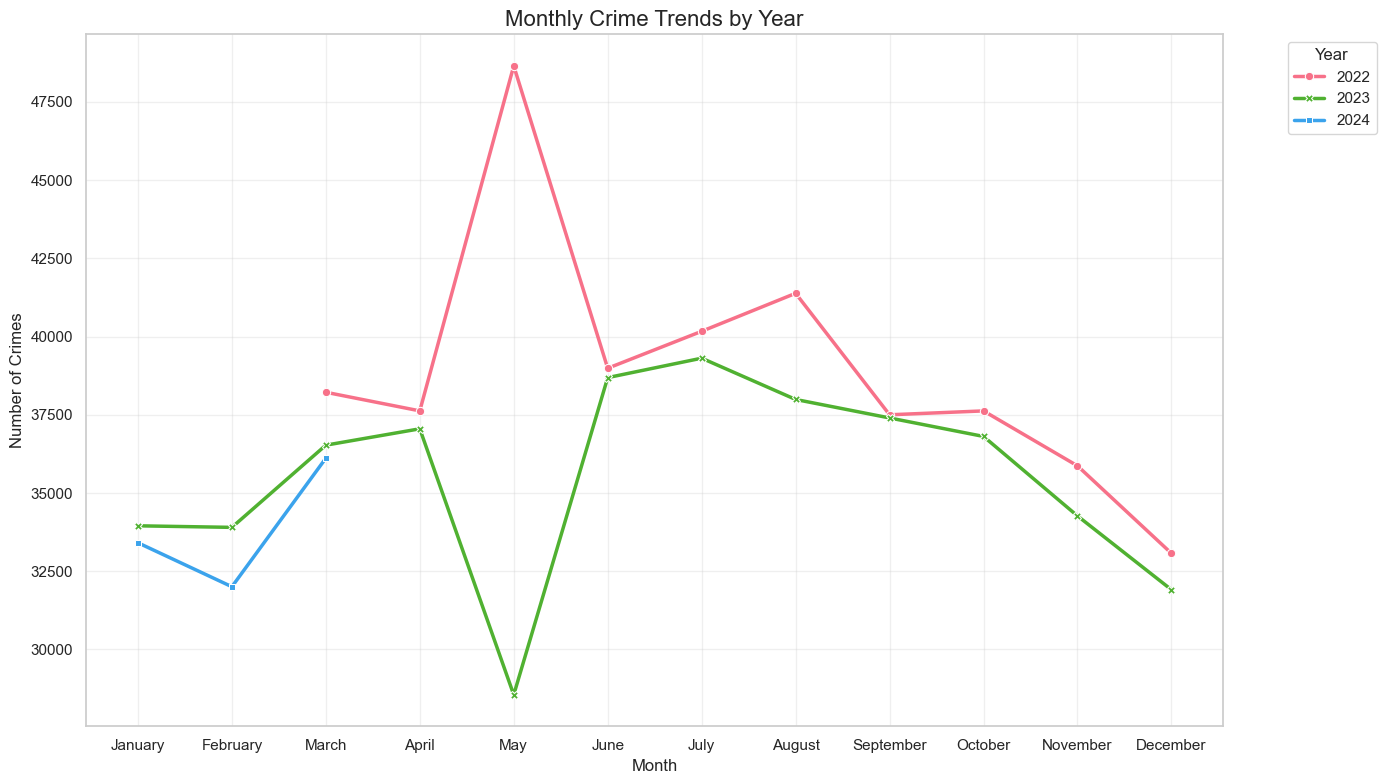 Monthly Crime Trends by Year
Year
2022
2023
2024
47500
45000
42500
40000
37500
35000
32500
30000
Number of Crimes
January February March April May June July August September October November December
Month